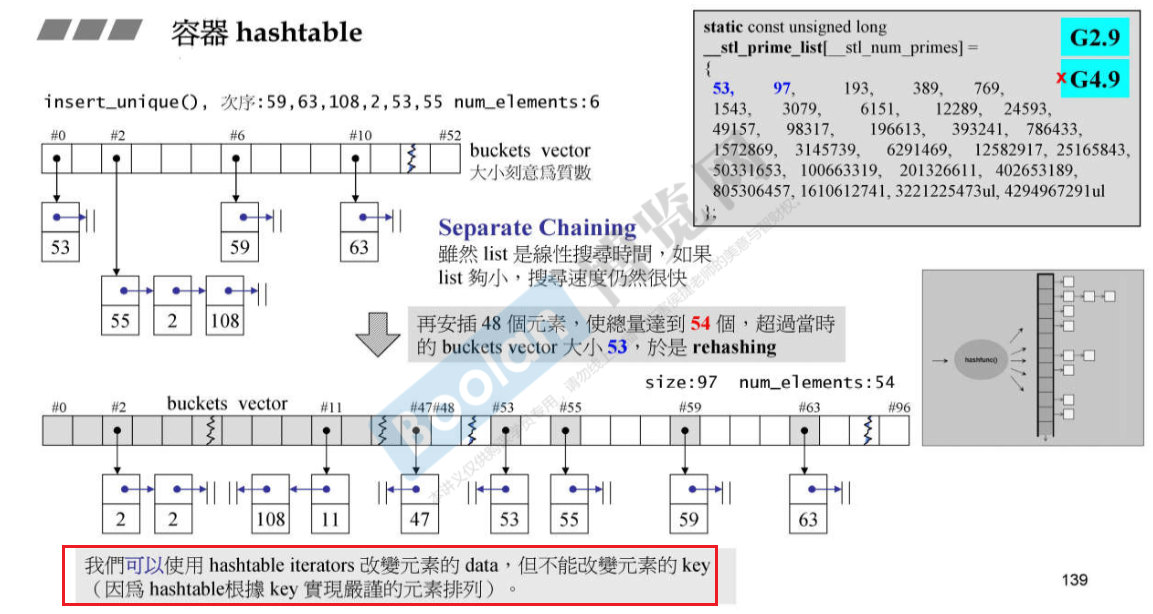 容器 hashtable
static const unsigned long
__stl_prime_list[__stl_num_primes] =
{
53, 97, 193, 389, 769,
1543, 3079, 6151, 12289, 24593,
49157, 98317, 196613, 393241, 786433,
1572869, 3145739, 6291469, 12582917, 25165843,
50331653, 100663319, 201326611, 402653189,
805306457, 1610612741, 3221225473ul, 4294967291ul
};
G2.9
x G4.9
insert_unique(), 次序:59,63,108,2,53,55 num_elements:6
#0 #2 #6 #10 #52
buckets vector
大小刻意爲質數
53 59 63
55 2 108
Separate Chaining
雖然 list 是線性搜尋時間，如果
list 夠小，搜尋速度仍然很快
再安插 48 個元素，使總量達到 54 個，超過當時
的 buckets vector 大小 53，於是 rehashing
hashfunc()
size:97 num_elements:54
buckets vector
#0 #2 #11 #47 #48 #53 #55 #59 #63 #96
2 2 108 11 47 53 55 59 63
我們可以使用 hashtable iterators 改變元素的 data，但不能改變元素的 key
（因爲 hashtable根據 key 實現嚴謹的元素排列）。
139
Boolan
博览网